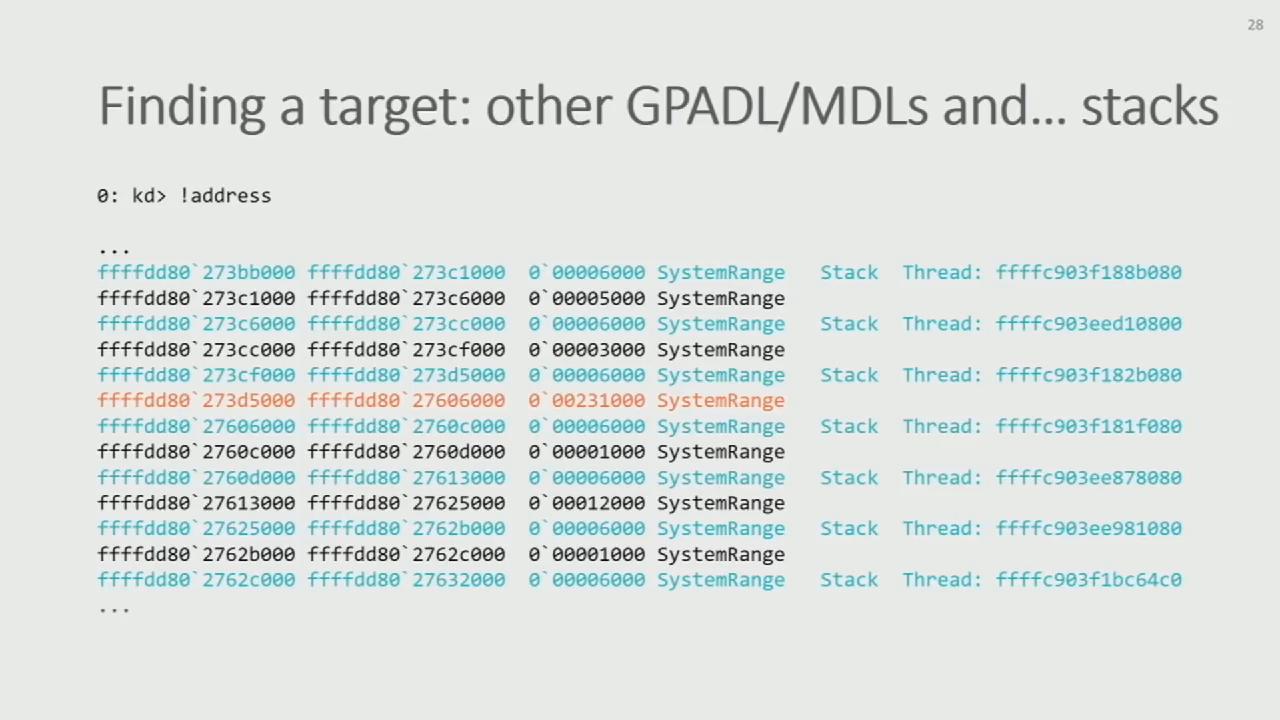 28
Finding a target: other GPADL/MDLs and... stacks
0: kd> !address
...
ffffdd80`273bb000 ffffdd80`273c1000 0`00006000 SystemRange Stack Thread: ffffc903f188b080
ffffdd80`273c1000 ffffdd80`273c6000 0`00005000 SystemRange
ffffdd80`273c6000 ffffdd80`273cc000 0`00006000 SystemRange Stack Thread: ffffc903eed10800
ffffdd80`273cc000 ffffdd80`273cf000 0`00003000 SystemRange
ffffdd80`273cf000 ffffdd80`273d5000 0`00006000 SystemRange Stack Thread: ffffc903f182b080
ffffdd80`273d5000 ffffdd80`27606000 0`00231000 SystemRange
ffffdd80`27606000 ffffdd80`2760c000 0`00006000 SystemRange Stack Thread: ffffc903f181f080
ffffdd80`2760c000 ffffdd80`2760d000 0`00001000 SystemRange
ffffdd80`2760d000 ffffdd80`27613000 0`00006000 SystemRange Stack Thread: ffffc903ee878080
ffffdd80`27613000 ffffdd80`27625000 0`00012000 SystemRange
ffffdd80`27625000 ffffdd80`2762b000 0`00006000 SystemRange Stack Thread: ffffc903ee981080
ffffdd80`2762b000 ffffdd80`2762c000 0`00001000 SystemRange
ffffdd80`2762c000 ffffdd80`27632000 0`00006000 SystemRange Stack Thread: ffffc903f1bc64c0
...